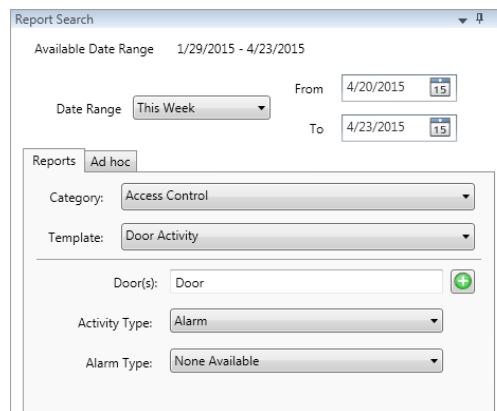 Report Search
Available Date Range 1/29/2015 - 4/23/2015
From 4/20/2015 15
Date Range This Week
To 4/23/2015 15
Reports Ad hoc
Category: Access Control
Template: Door Activity
Door(s): Door
Activity Type: Alarm
Alarm Type: None Available